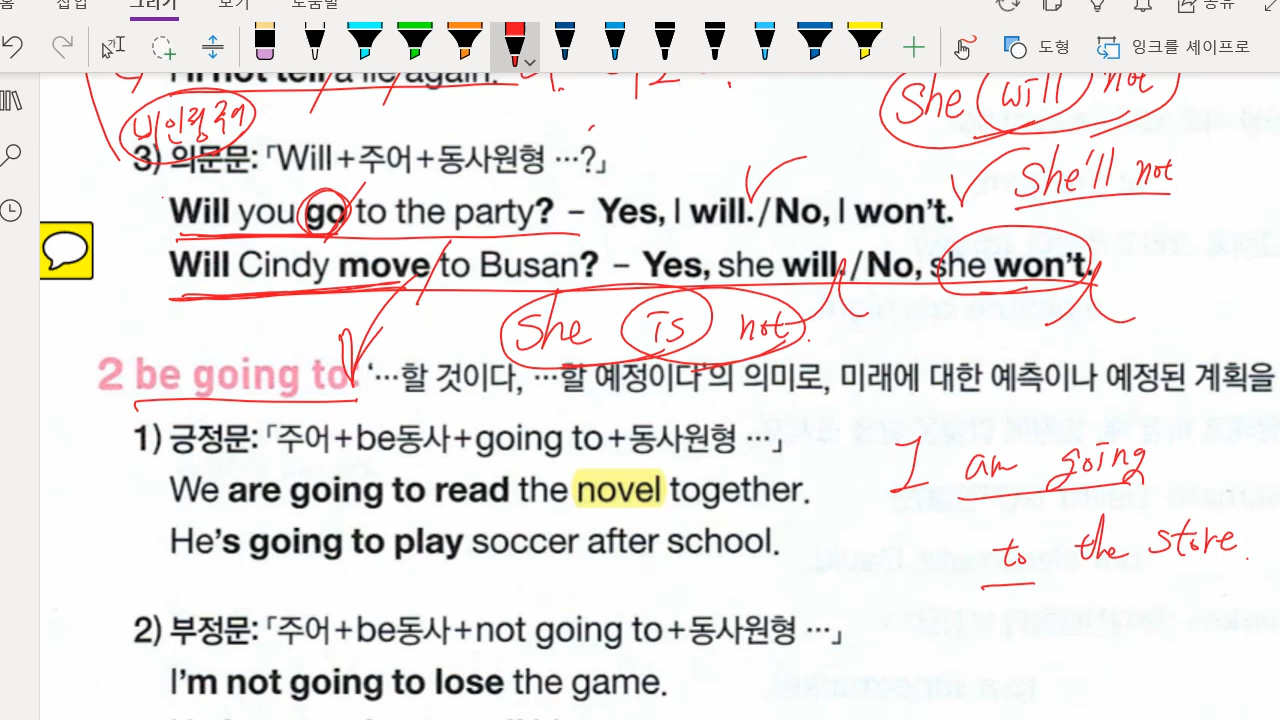 삽입 그리기 보기 도움말 공유
도형 잉크를 셰이프로
I'll not tell a lie again.
비인칭주어
She will not
3) 의문문:「Will+주어+동사원형 …?」
She'll not
Will you go to the party? – Yes, I will. / No, I won't.
Will Cindy move to Busan? – Yes, she will. / No, she won't.
She is not.
2 be going to: '…할 것이다, …할 예정이다'의 의미로, 미래에 대한 예측이나 예정된 계획을
1) 긍정문:「주어+be동사+going to+동사원형 …」
I am going
We are going to read the novel together.
He's going to play soccer after school.
to the store.
2) 부정문:「주어+be동사+not going to+동사원형 …」
I'm not going to lose the game.